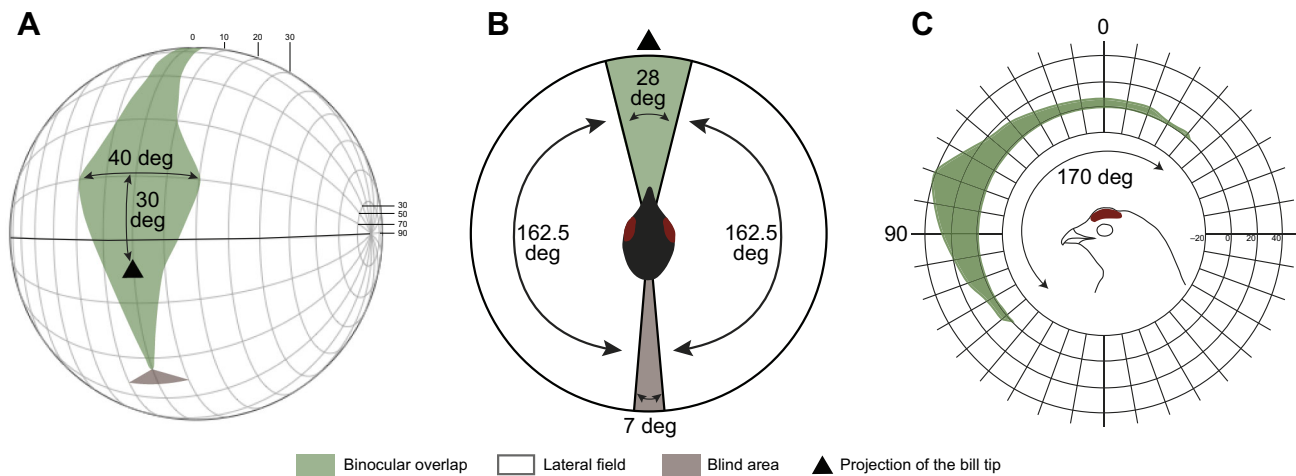 A
0 10 20 30
40 deg
30
deg
30
50
70
90
B
28
deg
162.5
deg
162.5
deg
7 deg
C
0
170 deg
90
–20 0 20 40
Binocular overlap
Lateral field
Blind area
Projection of the bill tip